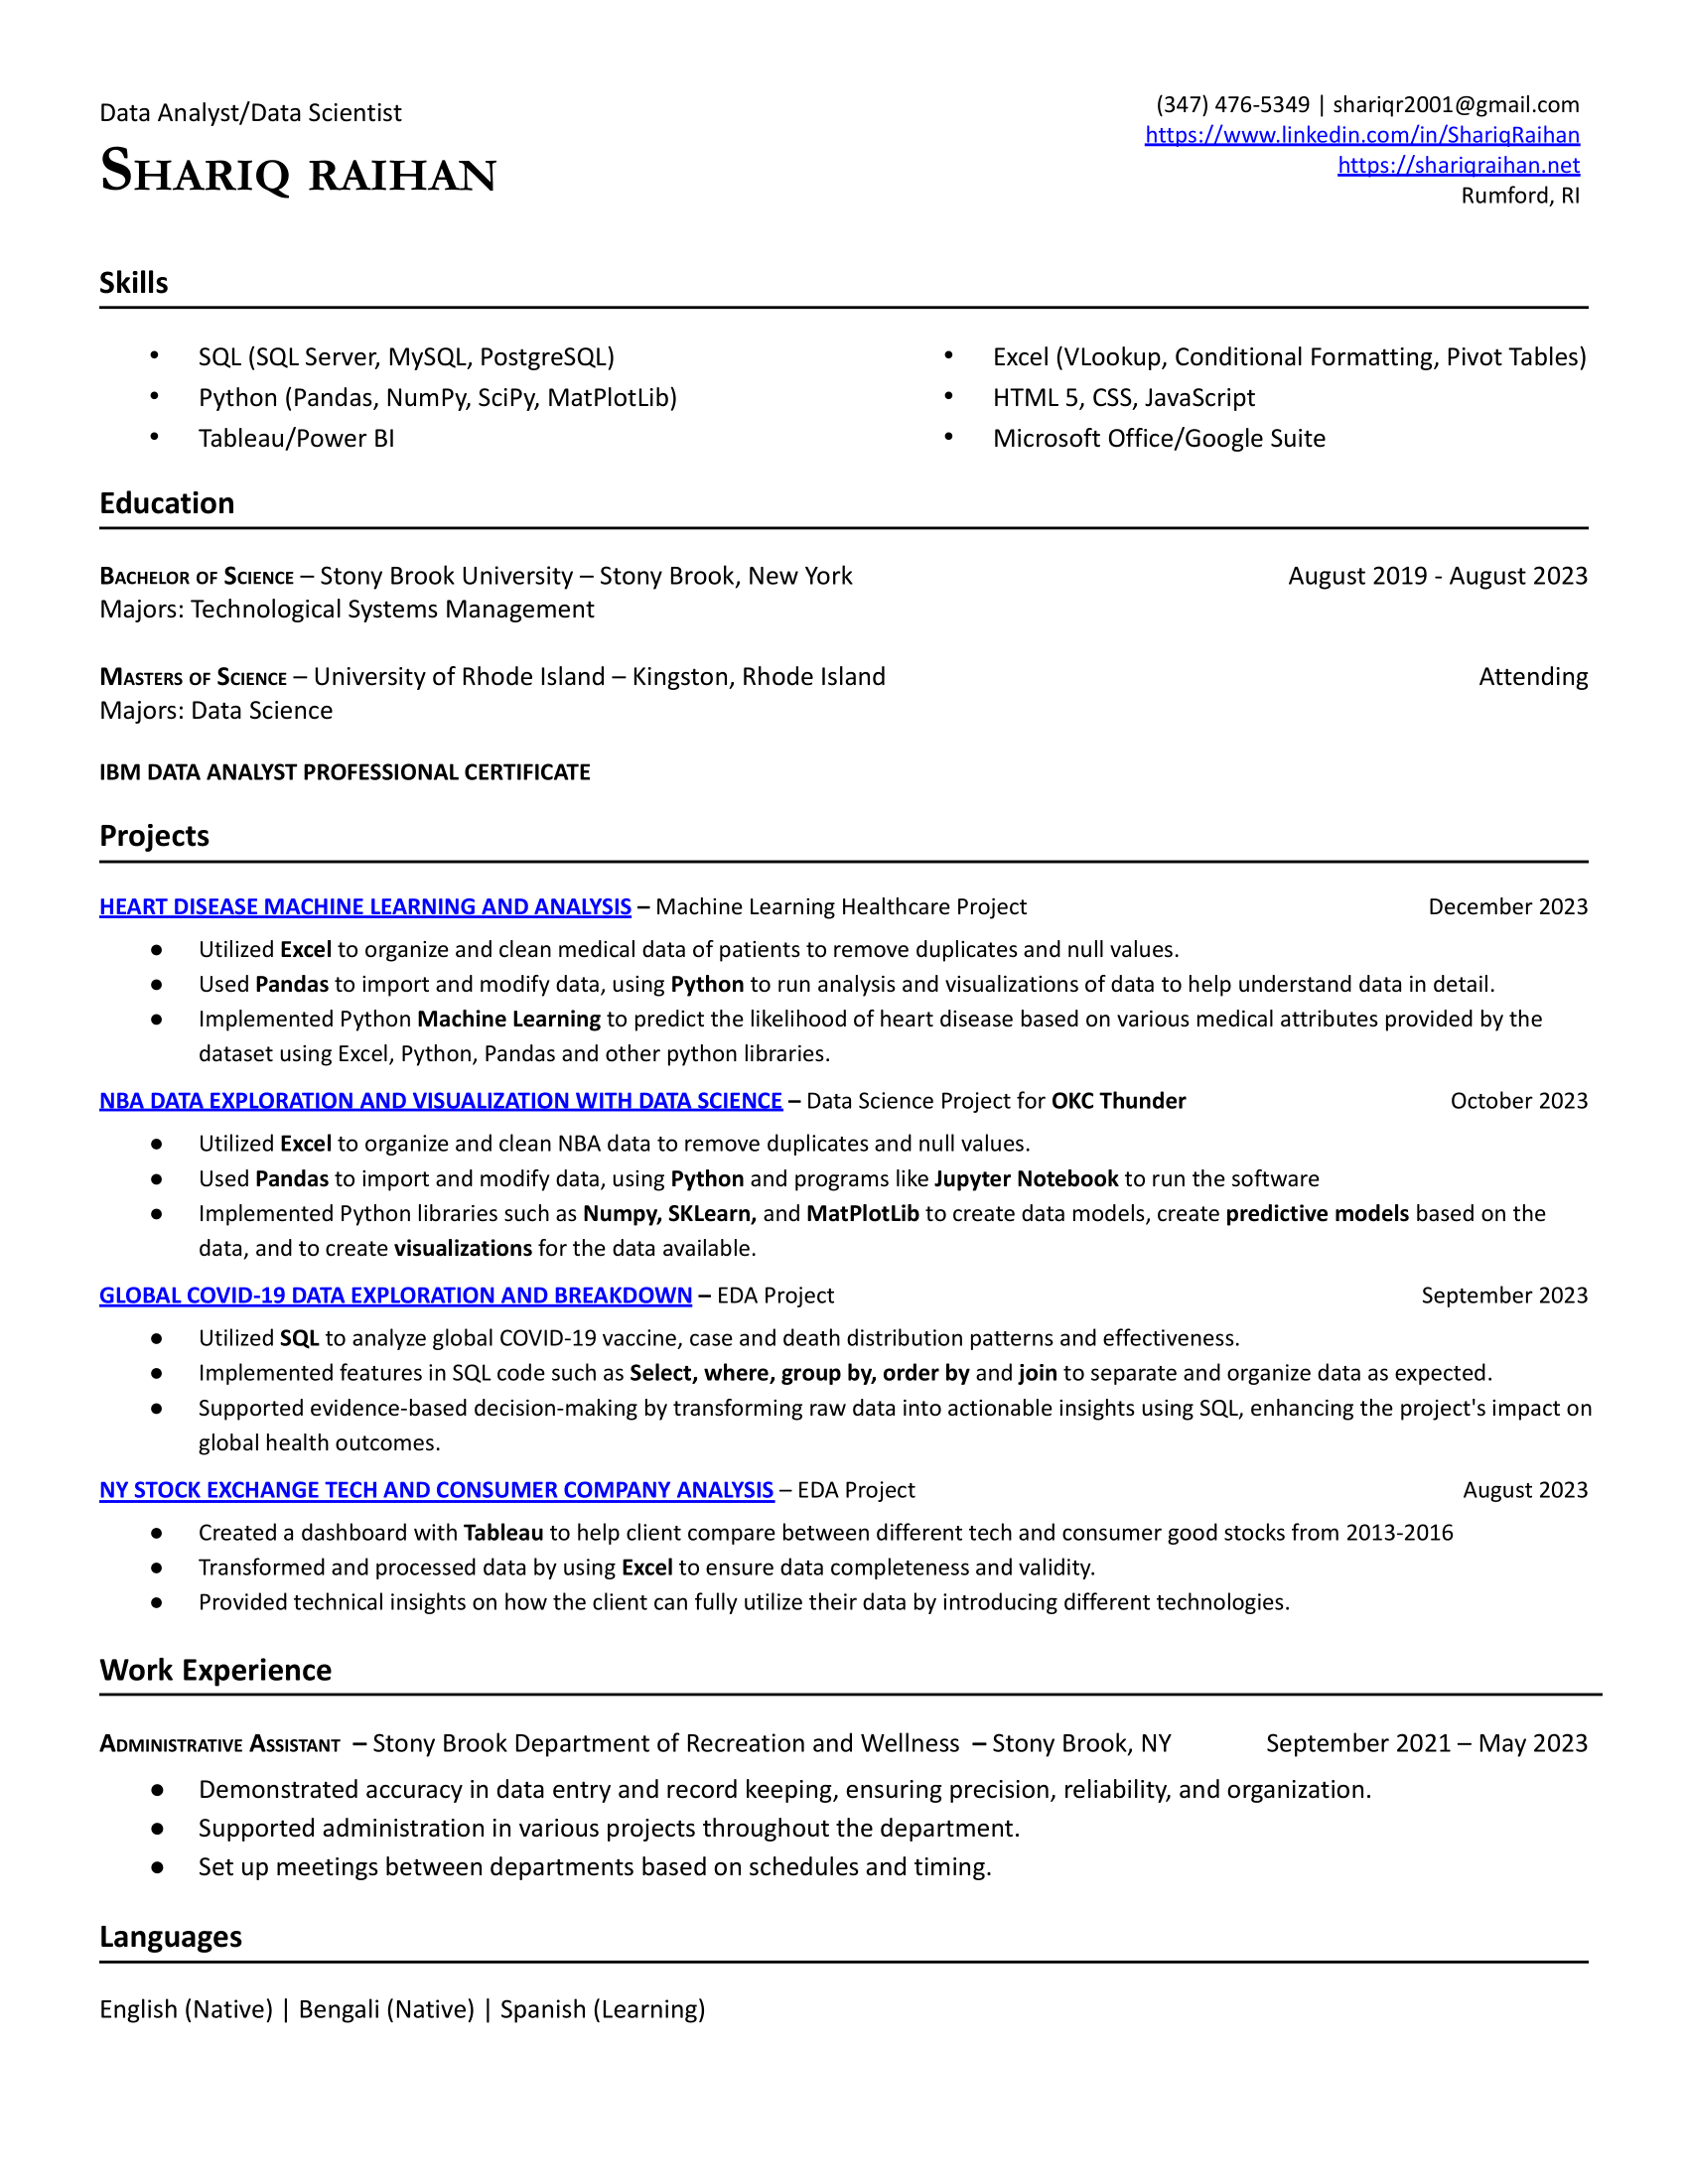 Data Analyst/Data Scientist
SHARIQ RAIHAN
(347) 476-5349 | shariqr2001@gmail.com
https://www.linkedin.com/in/ShariqRaihan
https://shariqraihan.net
Rumford, RI
Skills
• SQL (SQL Server, MySQL, PostgreSQL)
• Python (Pandas, NumPy, SciPy, MatPlotLib)
• Tableau/Power BI
• Excel (VLookup, Conditional Formatting, Pivot Tables)
• HTML 5, CSS, JavaScript
• Microsoft Office/Google Suite
Education
BACHELOR OF SCIENCE – Stony Brook University – Stony Brook, New York August 2019 - August 2023
Majors: Technological Systems Management
MASTERS OF SCIENCE – University of Rhode Island – Kingston, Rhode Island Attending
Majors: Data Science
IBM DATA ANALYST PROFESSIONAL CERTIFICATE
Projects
HEART DISEASE MACHINE LEARNING AND ANALYSIS – Machine Learning Healthcare Project December 2023
● Utilized Excel to organize and clean medical data of patients to remove duplicates and null values.
● Used Pandas to import and modify data, using Python to run analysis and visualizations of data to help understand data in detail.
● Implemented Python Machine Learning to predict the likelihood of heart disease based on various medical attributes provided by the
dataset using Excel, Python, Pandas and other python libraries.
NBA DATA EXPLORATION AND VISUALIZATION WITH DATA SCIENCE – Data Science Project for OKC Thunder October 2023
● Utilized Excel to organize and clean NBA data to remove duplicates and null values.
● Used Pandas to import and modify data, using Python and programs like Jupyter Notebook to run the software
● Implemented Python libraries such as Numpy, SKLearn, and MatPlotLib to create data models, create predictive models based on the
data, and to create visualizations for the data available.
GLOBAL COVID-19 DATA EXPLORATION AND BREAKDOWN – EDA Project September 2023
● Utilized SQL to analyze global COVID-19 vaccine, case and death distribution patterns and effectiveness.
● Implemented features in SQL code such as Select, where, group by, order by and join to separate and organize data as expected.
● Supported evidence-based decision-making by transforming raw data into actionable insights using SQL, enhancing the project's impact on
global health outcomes.
NY STOCK EXCHANGE TECH AND CONSUMER COMPANY ANALYSIS – EDA Project August 2023
● Created a dashboard with Tableau to help client compare between different tech and consumer good stocks from 2013-2016
● Transformed and processed data by using Excel to ensure data completeness and validity.
● Provided technical insights on how the client can fully utilize their data by introducing different technologies.
Work Experience
ADMINISTRATIVE ASSISTANT – Stony Brook Department of Recreation and Wellness – Stony Brook, NY September 2021 – May 2023
● Demonstrated accuracy in data entry and record keeping, ensuring precision, reliability, and organization.
● Supported administration in various projects throughout the department.
● Set up meetings between departments based on schedules and timing.
Languages
English (Native) | Bengali (Native) | Spanish (Learning)